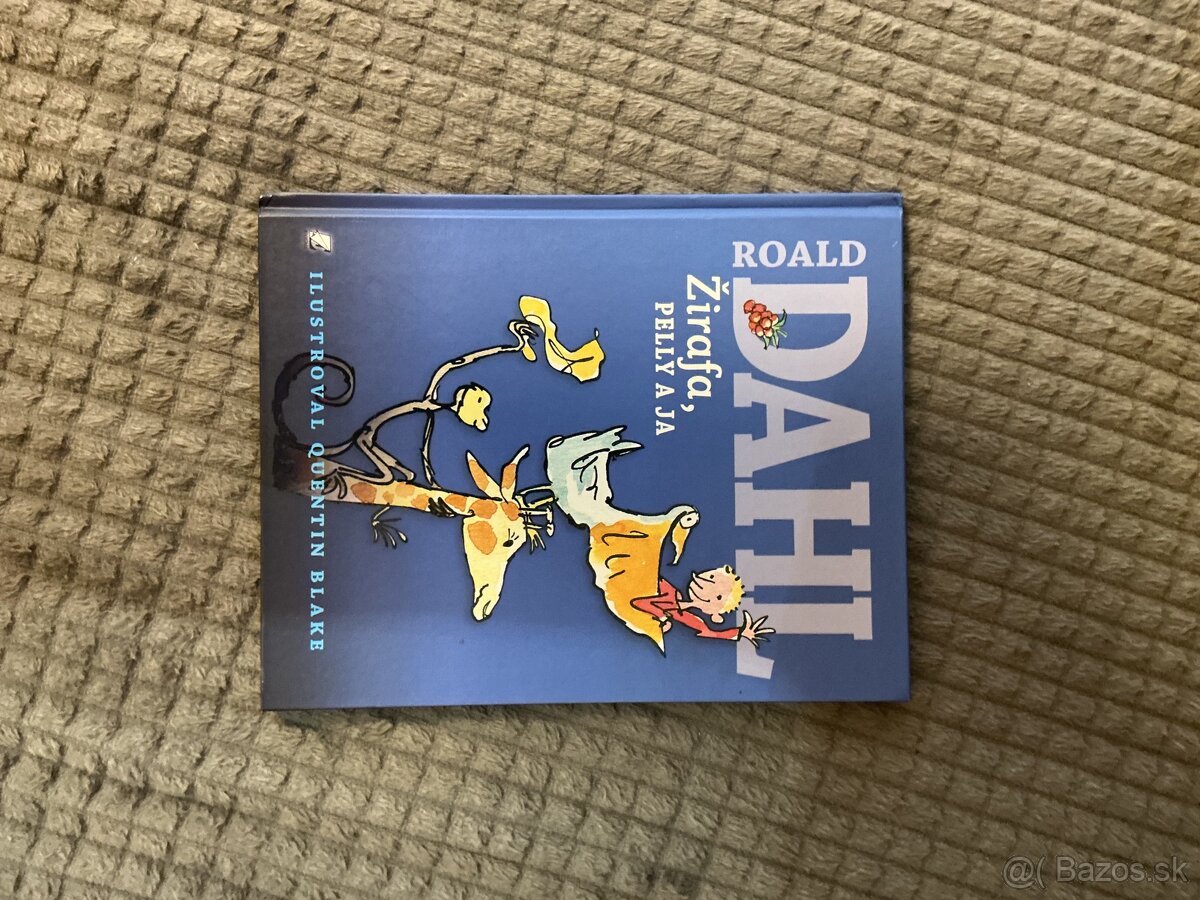 ROALD
DAHL
Žirafa,
PELLY A JA
ILUSTROVAL QUENTIN BLAKE
@( Bazos.sk